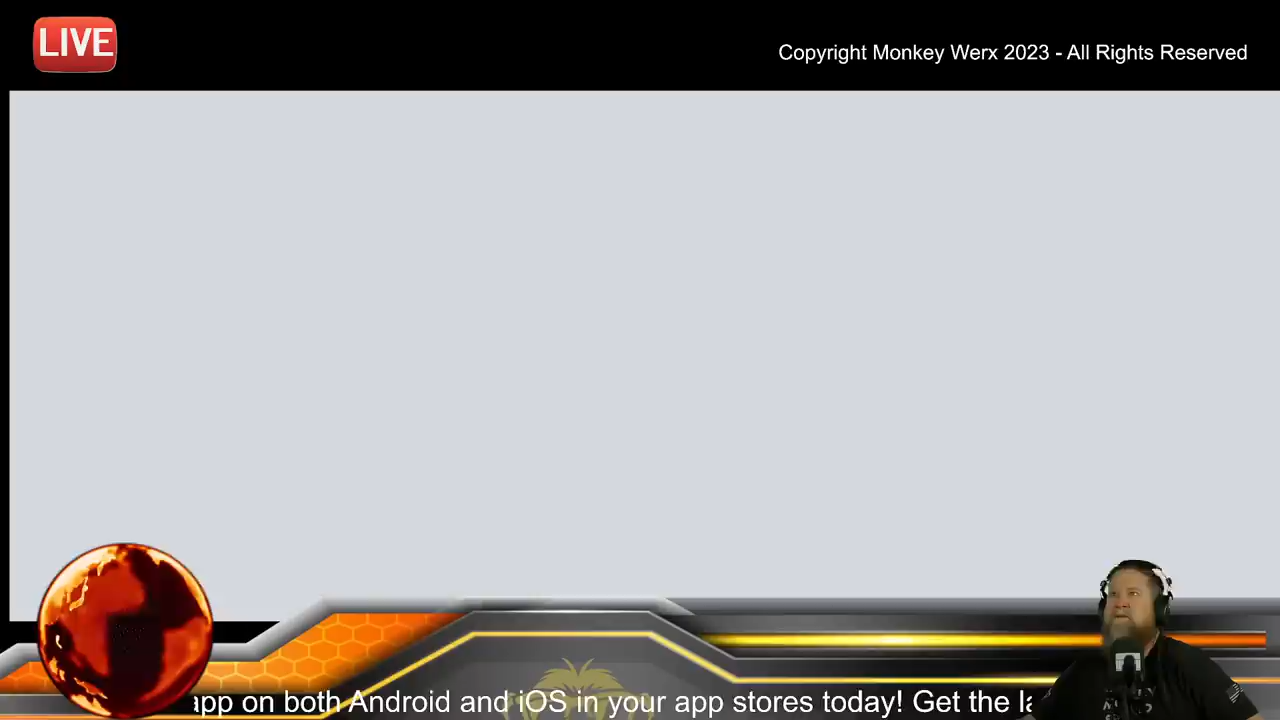 LIVE
Copyright Monkey Werx 2023 - All Rights Reserved
app on both Android and iOS in your app stores today! Get the